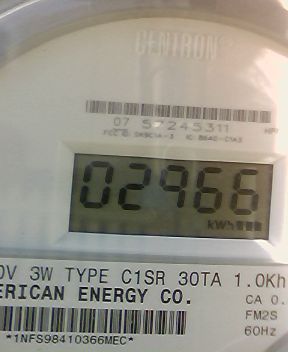 CENTRON
07 57245311
02966
kWh
0V 3W TYPE C1SR 30TA 1.0Kh
ERICAN ENERGY CO. CA 0.
FM2S
60Hz
*1NFS98410366MEC*